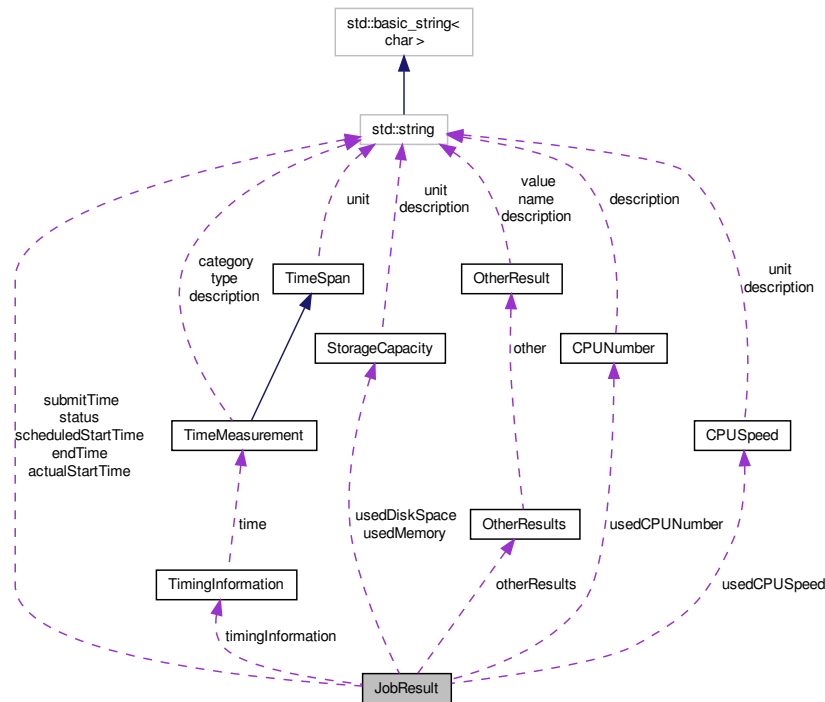 std::basic_string<
char >
std::string
value
name
description
unit
description
unit
description
category
type
description
unit
description
TimeSpan
OtherResult
StorageCapacity
other
CPUNumber
submitTime
status
scheduledStartTime
endTime
actualStartTime
TimeMeasurement
CPUSpeed
time
usedDiskSpace
usedMemory
OtherResults
usedCPUNumber
TimingInformation
otherResults
usedCPUSpeed
timingInformation
JobResult